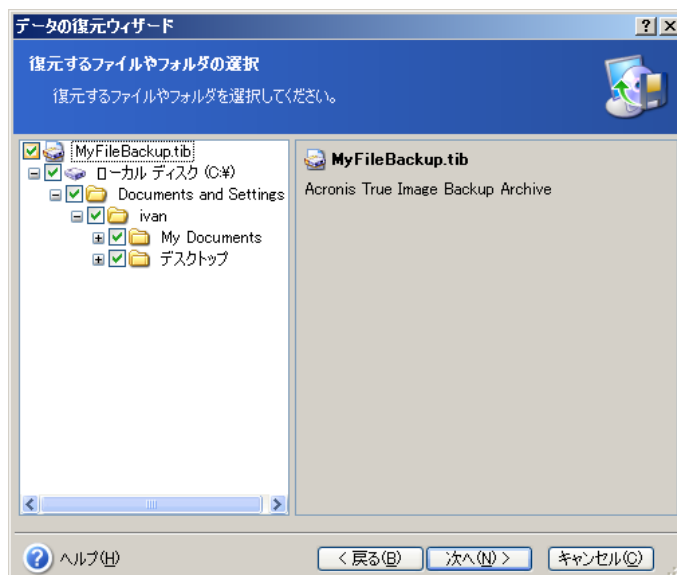 データの復元ウィザード
復元するファイルやフォルダの選択
復元するファイルやフォルダを選択してください。
MyFileBackup.tib
ローカル ディスク (C:¥)
Documents and Settings
ivan
My Documents
デスクトップ
MyFileBackup.tib
Acronis True Image Backup Archive
ヘルプ(H)
< 戻る(B)
次へ(N) >
キャンセル(C)